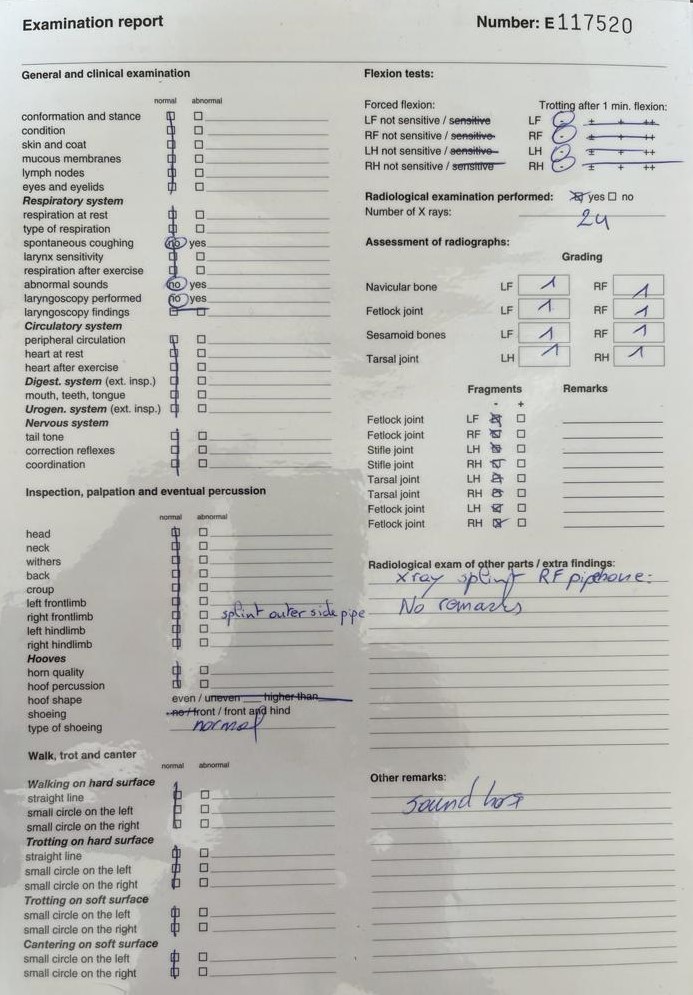 Examination report
Number: E117520
General and clinical examination
normal abnormal
conformation and stance
condition
skin and coat
mucous membranes
lymph nodes
eyes and eyelids
Respiratory system
respiration at rest
type of respiration
spontaneous coughing no yes
larynx sensitivity
respiration after exercise
abnormal sounds no yes
laryngoscopy performed no yes
laryngoscopy findings
Circulatory system
peripheral circulation
heart at rest
heart after exercise
Digest. system (ext. insp.)
mouth, teeth, tongue
Urogen. system (ext. insp.)
Nervous system
tail tone
correction reflexes
coordination
Inspection, palpation and eventual percussion
normal abnormal
head
neck
withers
back
croup
left frontlimb
right frontlimb splint outer side pipe
left hindlimb
right hindlimb
Hooves
horn quality
hoof percussion
hoof shape even / uneven ___ higher than
shoeing no / front / front and hind
type of shoeing normal
Walk, trot and canter
normal abnormal
Walking on hard surface
straight line
small circle on the left
small circle on the right
Trotting on hard surface
straight line
small circle on the left
small circle on the right
Trotting on soft surface
small circle on the left
small circle on the right
Cantering on soft surface
small circle on the left
small circle on the right
Flexion tests:
Forced flexion: Trotting after 1 min. flexion:
LF not sensitive / sensitive LF - ± + ++
RF not sensitive / sensitive RF - ± + ++
LH not sensitive / sensitive LH - ± + ++
RH not sensitive / sensitive RH - ± + ++
Radiological examination performed: yes no
Number of X rays: 24
Assessment of radiographs:
Grading
Navicular bone LF 1 RF 1
Fetlock joint LF 1 RF 1
Sesamoid bones LF 1 RF 1
Tarsal joint LH 1 RH 1
Fragments Remarks
- +
Fetlock joint LF
Fetlock joint RF
Stifle joint LH
Stifle joint RH
Tarsal joint LH
Tarsal joint RH
Fetlock joint LH
Fetlock joint RH
Radiological exam of other parts / extra findings:
Xray splint RF pipebone:
No remarks
Other remarks:
Sound horse